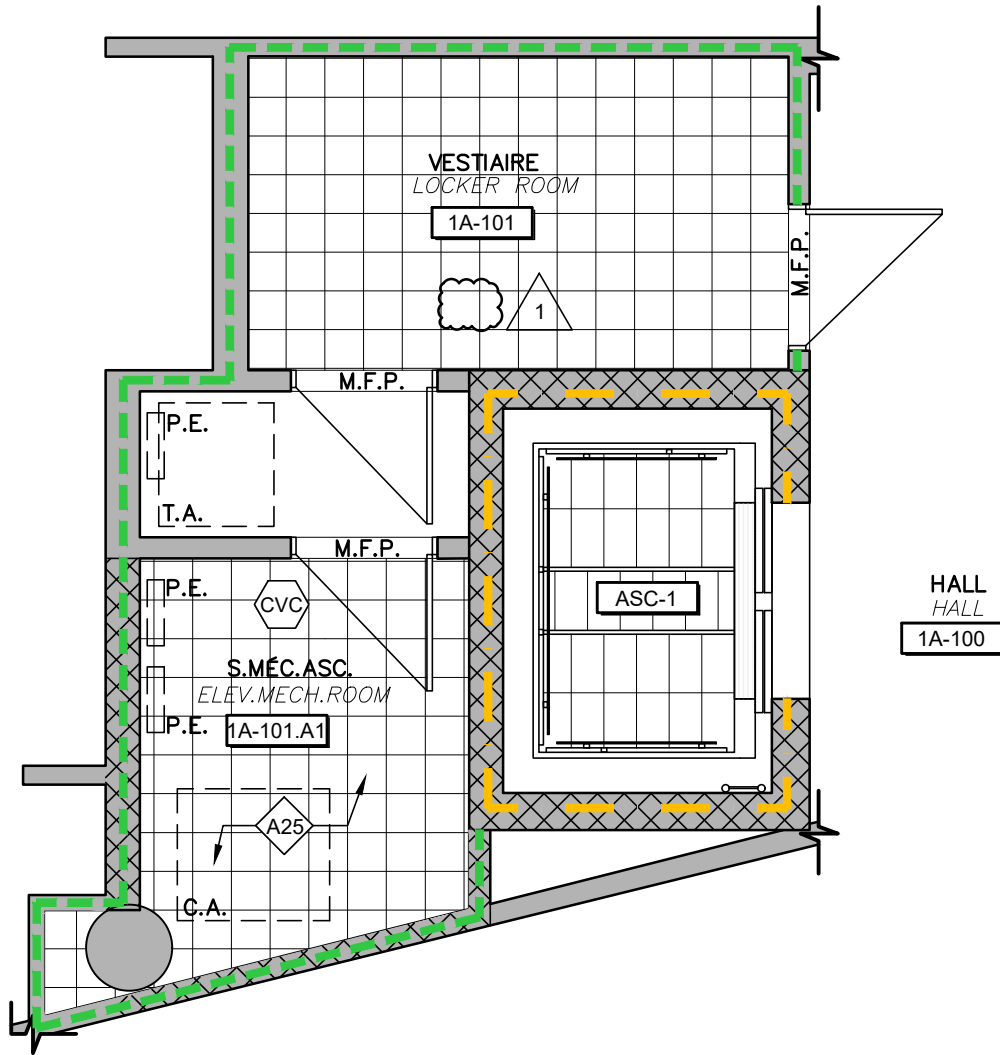 VESTIAIRE
LOCKER ROOM
1A-101
1
M.F.P.
M.F.P.
P.E.
T.A.
M.F.P.
P.E.
CVC
S.MÉC.ASC.
ELEV.MECH.ROOM
1A-101.A1
P.E.
A25
C.A.
ASC-1
HALL
HALL
1A-100